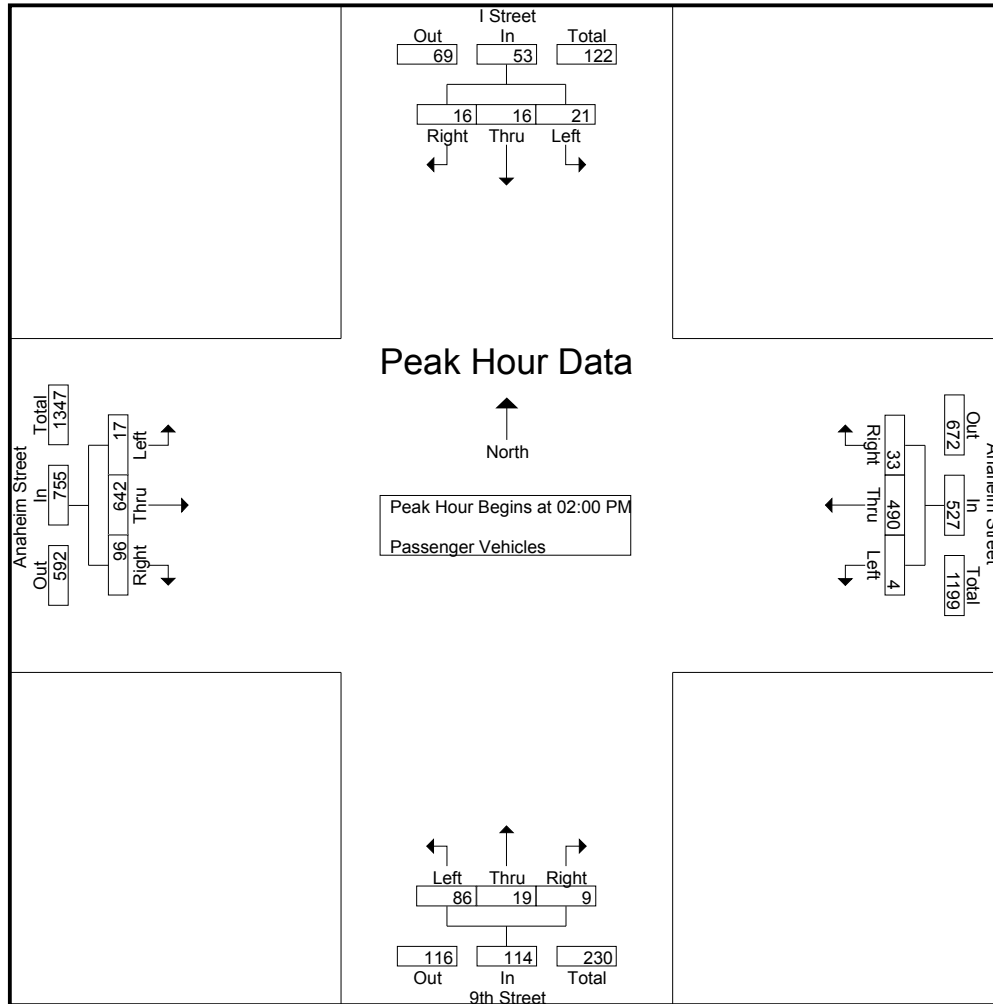 I Street
Out In Total
69 53 122
16 16 21
Right Thru Left
Peak Hour Data
North
Peak Hour Begins at 02:00 PM
Passenger Vehicles
Anaheim Street
Out In Total
592 755 1347
Left Thru Right
17 642 96
Anaheim Street
Out In Total
672 527 1199
Right Thru Left
33 490 4
Left Thru Right
86 19 9
116 114 230
Out In Total
9th Street